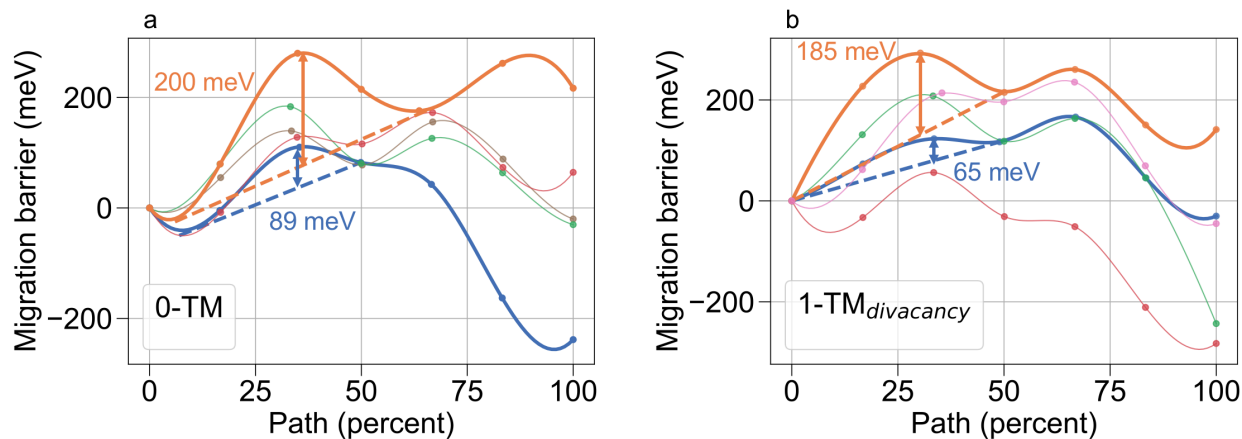 a
Migration barrier (meV)
200
0
−200
200 meV
89 meV
0-TM
0 25 50 75 100
Path (percent)
b
Migration barrier (meV)
200
0
−200
185 meV
65 meV
1-TMdivacancy
0 25 50 75 100
Path (percent)